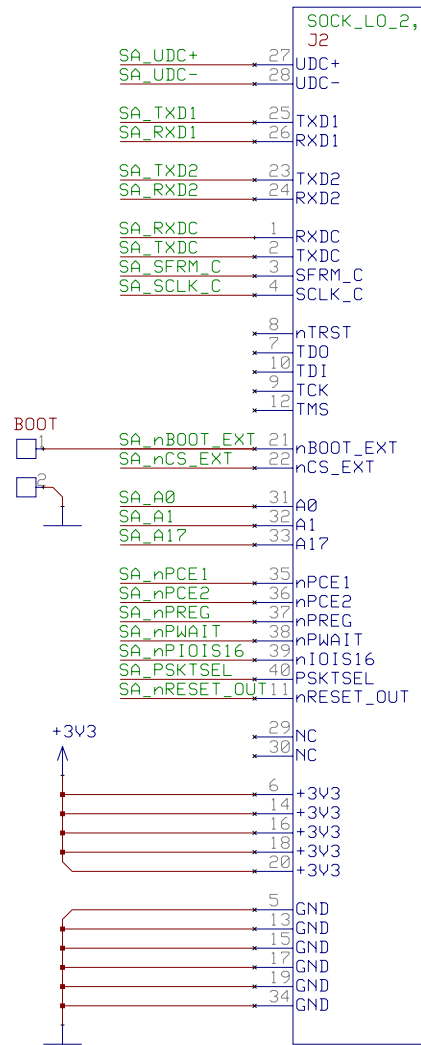 SOCK_LO_2,
J2
SA_UDC+ 27 UDC+
SA_UDC- 28 UDC-
SA_TXD1 25 TXD1
SA_RXD1 26 RXD1
SA_TXD2 23 TXD2
SA_RXD2 24 RXD2
SA_RXDC 1 RXDC
SA_TXDC 2 TXDC
SA_SFRM_C 3 SFRM_C
SA_SCLK_C 4 SCLK_C
8 nTRST
7 TDO
10 TDI
9 TCK
12 TMS
BOOT
1 SA_nBOOT_EXT 21 nBOOT_EXT
SA_nCS_EXT 22 nCS_EXT
2
SA_A0 31 A0
SA_A1 32 A1
SA_A17 33 A17
SA_nPCE1 35 nPCE1
SA_nPCE2 36 nPCE2
SA_nPREG 37 nPREG
SA_nPWAIT 38 nPWAIT
SA_nPIOIS16 39 nIOIS16
SA_PSKTSEL 40 PSKTSEL
SA_nRESET_OUT 11 nRESET_OUT
+3V3
29 NC
30 NC
6 +3V3
14 +3V3
16 +3V3
18 +3V3
20 +3V3
5 GND
13 GND
15 GND
17 GND
19 GND
34 GND